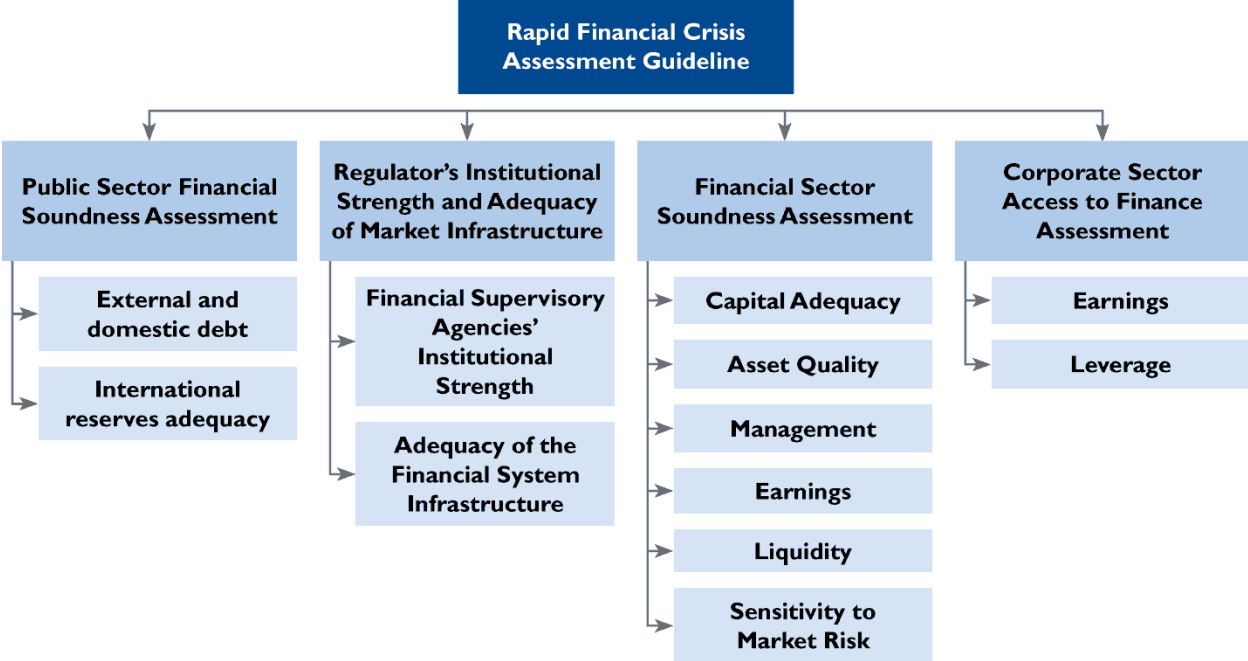 Rapid Financial Crisis
Assessment Guideline
Public Sector Financial
Soundness Assessment
External and
domestic debt
International
reserves adequacy
Regulator’s Institutional
Strength and Adequacy
of Market Infrastructure
Financial Supervisory
Agencies’
Institutional
Strength
Adequacy of the
Financial System
Infrastructure
Financial Sector
Soundness Assessment
Capital Adequacy
Asset Quality
Management
Earnings
Liquidity
Sensitivity to
Market Risk
Corporate Sector
Access to Finance
Assessment
Earnings
Leverage